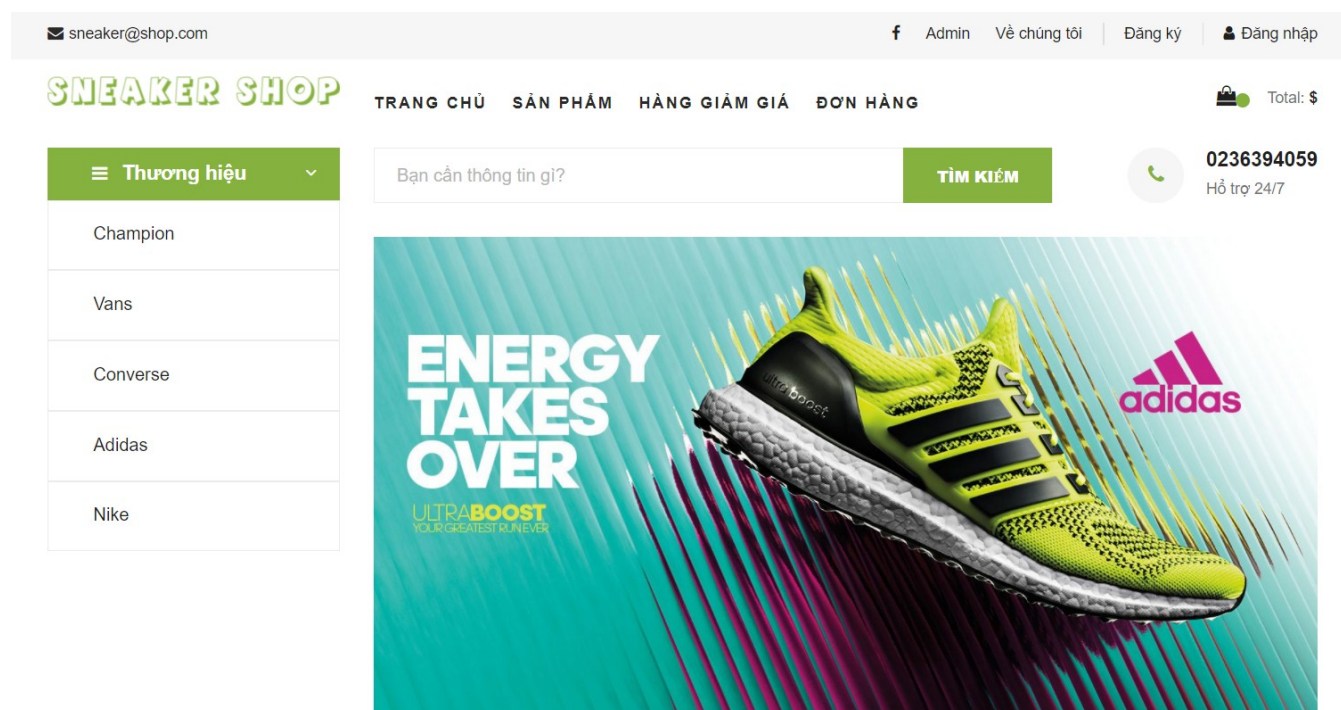 sneaker@shop.com
f Admin Về chúng tôi Đăng ký Đăng nhập
SNEAKER SHOP
TRANG CHỦ SẢN PHẨM HÀNG GIẢM GIÁ ĐƠN HÀNG
Total: $
Thương hiệu
Bạn cần thông tin gì?
TÌM KIẾM
0236394059
Hổ trợ 24/7
Champion
Vans
Converse
Adidas
Nike
ENERGY
TAKES
OVER
ULTRABOOST
YOUR GREATEST RUN EVER
ultra boost
adidas